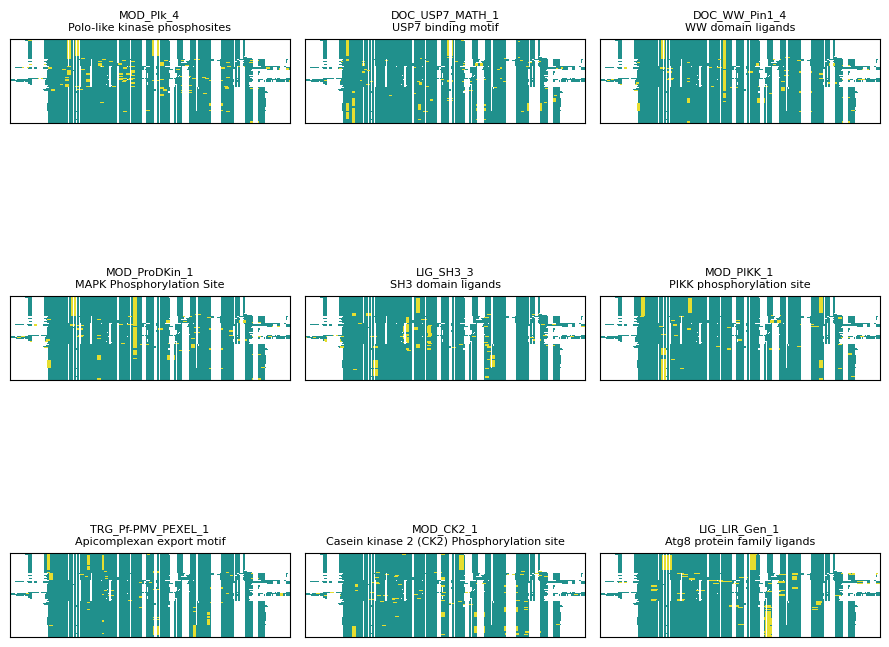 MOD_Plk_4
Polo-like kinase phosphosites
DOC_USP7_MATH_1
USP7 binding motif
DOC_WW_Pin1_4
WW domain ligands
MOD_ProDKin_1
MAPK Phosphorylation Site
LIG_SH3_3
SH3 domain ligands
MOD_PIKK_1
PIKK phosphorylation site
TRG_Pf-PMV_PEXEL_1
Apicomplexan export motif
MOD_CK2_1
Casein kinase 2 (CK2) Phosphorylation site
LIG_LIR_Gen_1
Atg8 protein family ligands